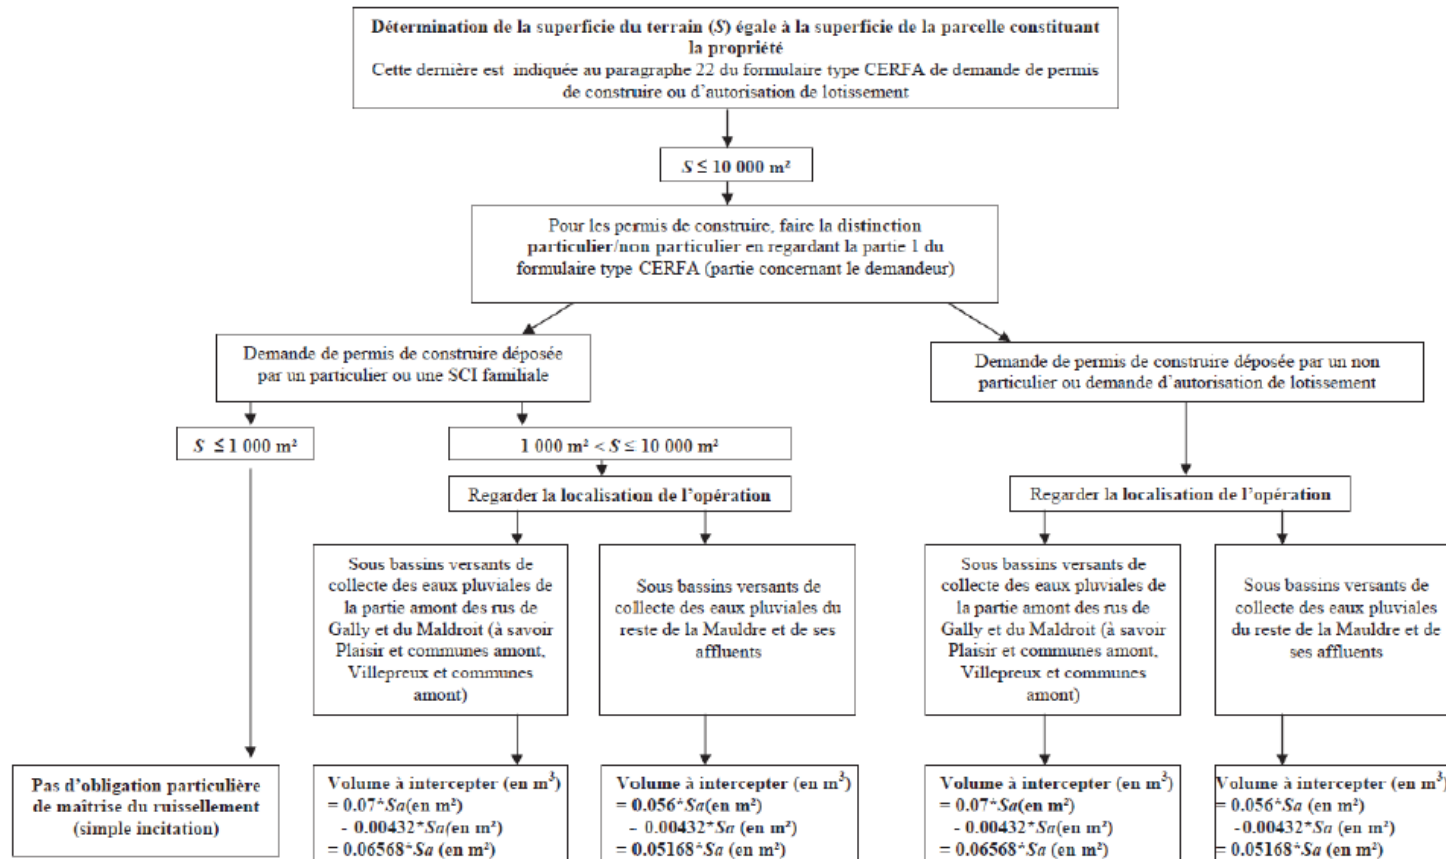 Détermination de la superficie du terrain (S) égale à la superficie de la parcelle constituant
la propriété
Cette dernière est indiquée au paragraphe 22 du formulaire type CERFA de demande de permis
de construire ou d'autorisation de lotissement
S ≤ 10 000 m²
Pour les permis de construire, faire la distinction
particulier/non particulier en regardant la partie 1 du
formulaire type CERFA (partie concernant le demandeur)
Demande de permis de construire déposée
par un particulier ou une SCI familiale
Demande de permis de construire déposée par un non
particulier ou demande d'autorisation de lotissement
S ≤ 1 000 m²
1 000 m² < S ≤ 10 000 m²
Regarder la localisation de l'opération
Regarder la localisation de l'opération
Sous bassins versants de
collecte des eaux pluviales de
la partie amont des rus de
Gally et du Maldroit (à savoir
Plaisir et communes amont,
Villepreux et communes
amont)
Sous bassins versants de
collecte des eaux pluviales du
reste de la Mauldre et de ses
affluents
Sous bassins versants de
collecte des eaux pluviales de
la partie amont des rus de
Gally et du Maldroit (à savoir
Plaisir et communes amont,
Villepreux et communes
amont)
Sous bassins versants de
collecte des eaux pluviales
du reste de la Mauldre et de
ses affluents
Pas d'obligation particulière
de maîtrise du ruissellement
(simple incitation)
Volume à intercepter (en m³)
= 0.07*Sa(en m²)
- 0.00432*Sa(en m²)
= 0.06568*Sa (en m²)
Volume à intercepter (en m³)
= 0.056*Sa(en m²)
- 0.00432*Sa (en m²)
= 0.05168*Sa (en m²)
Volume à intercepter (en m³)
= 0.07*Sa(en m²)
- 0.00432*Sa (en m²)
= 0.06568*Sa (en m²)
Volume à intercepter (en m³)
= 0.056*Sa (en m²)
-0.00432*Sa (en m²)
= 0.05168*Sa (en m²)